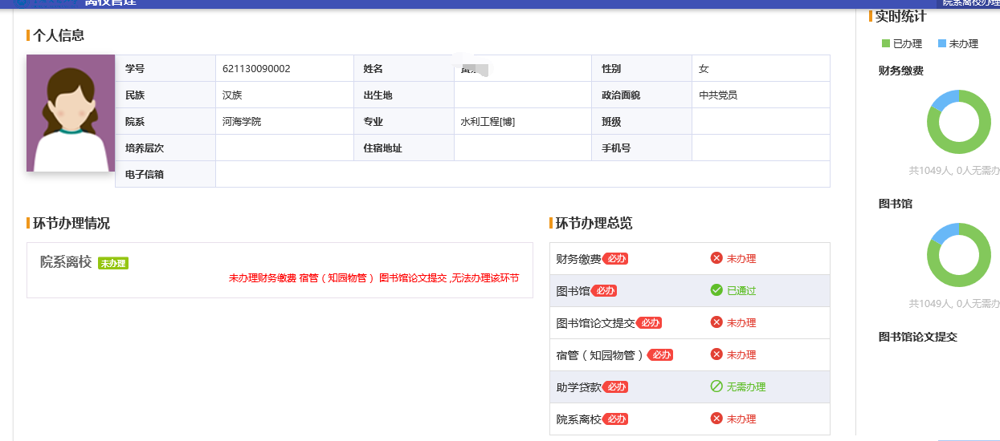 离校管理
院系离校办理
个人信息
学号 621130090002 姓名 性别 女
民族 汉族 出生地 政治面貌 中共党员
院系 河海学院 专业 水利工程[博] 班级
培养层次 住宿地址 手机号
电子信箱
环节办理情况
院系离校 未办理
未办理财务缴费 宿管（知园物管） 图书馆论文提交 ,无法办理该环节
环节办理总览
财务缴费 必办 未办理
图书馆 必办 已通过
图书馆论文提交 必办 未办理
宿管（知园物管） 必办 未办理
助学贷款 必办 无需办理
院系离校 必办 未办理
实时统计
已办理 未办理
财务缴费
共1049人, 0人无需办
图书馆
共1049人, 0人无需办
图书馆论文提交